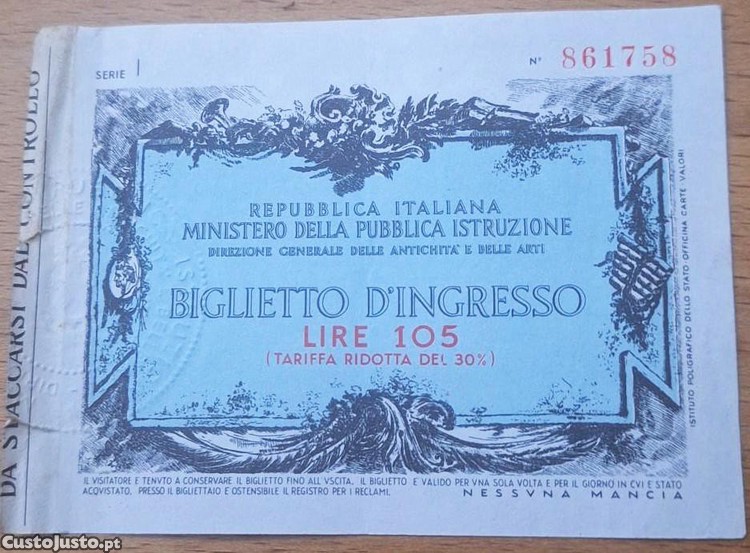 SERIE I
N° 861758
REPUBBLICA ITALIANA
MINISTERO DELLA PUBBLICA ISTRUZIONE
DIREZIONE GENERALE DELLE ANTICHITA' E BELLE ARTI
BIGLIETTO D'INGRESSO
LIRE 105
(TARIFFA RIDOTTA DEL 30%)
IL VISITATORE E TENVTO A CONSERVARE IL BIGLIETTO FINO ALL VSCITA. IL BIGLIETTO E VALIDO PER VNA SOLA VOLTA E PER IL GIORNO IN CVI E STATO
ACQVISTATO. PRESSO IL BIGLIETTAIO E OSTENSIBILE IL REGISTRO PER I RECLAMI.
NESSVNA MANCIA
DA STACCARSI DAL CONTROLLO
ISTITUTO POLIGRAFICO DELLO STATO OFFICINA CARTE VALORI
CustoJusto.pt